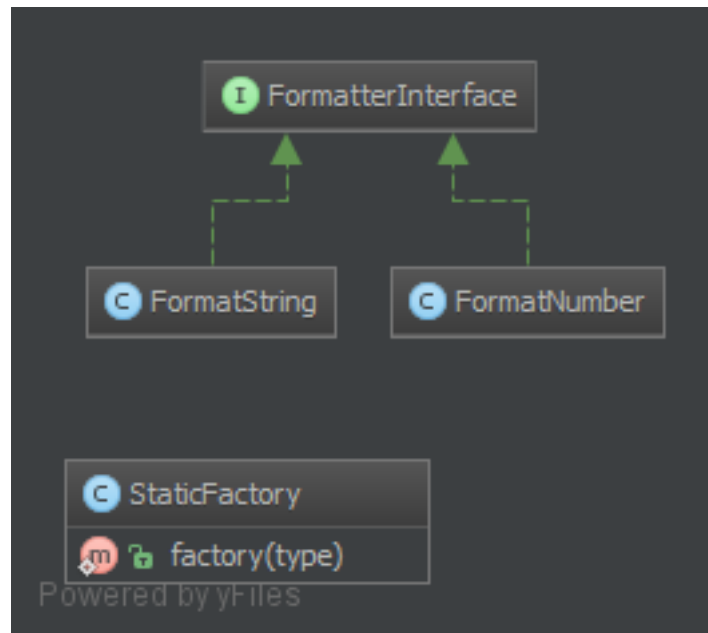 I FormatterInterface
C FormatString
C FormatNumber
C StaticFactory
m factory(type)
Powered by yFiles